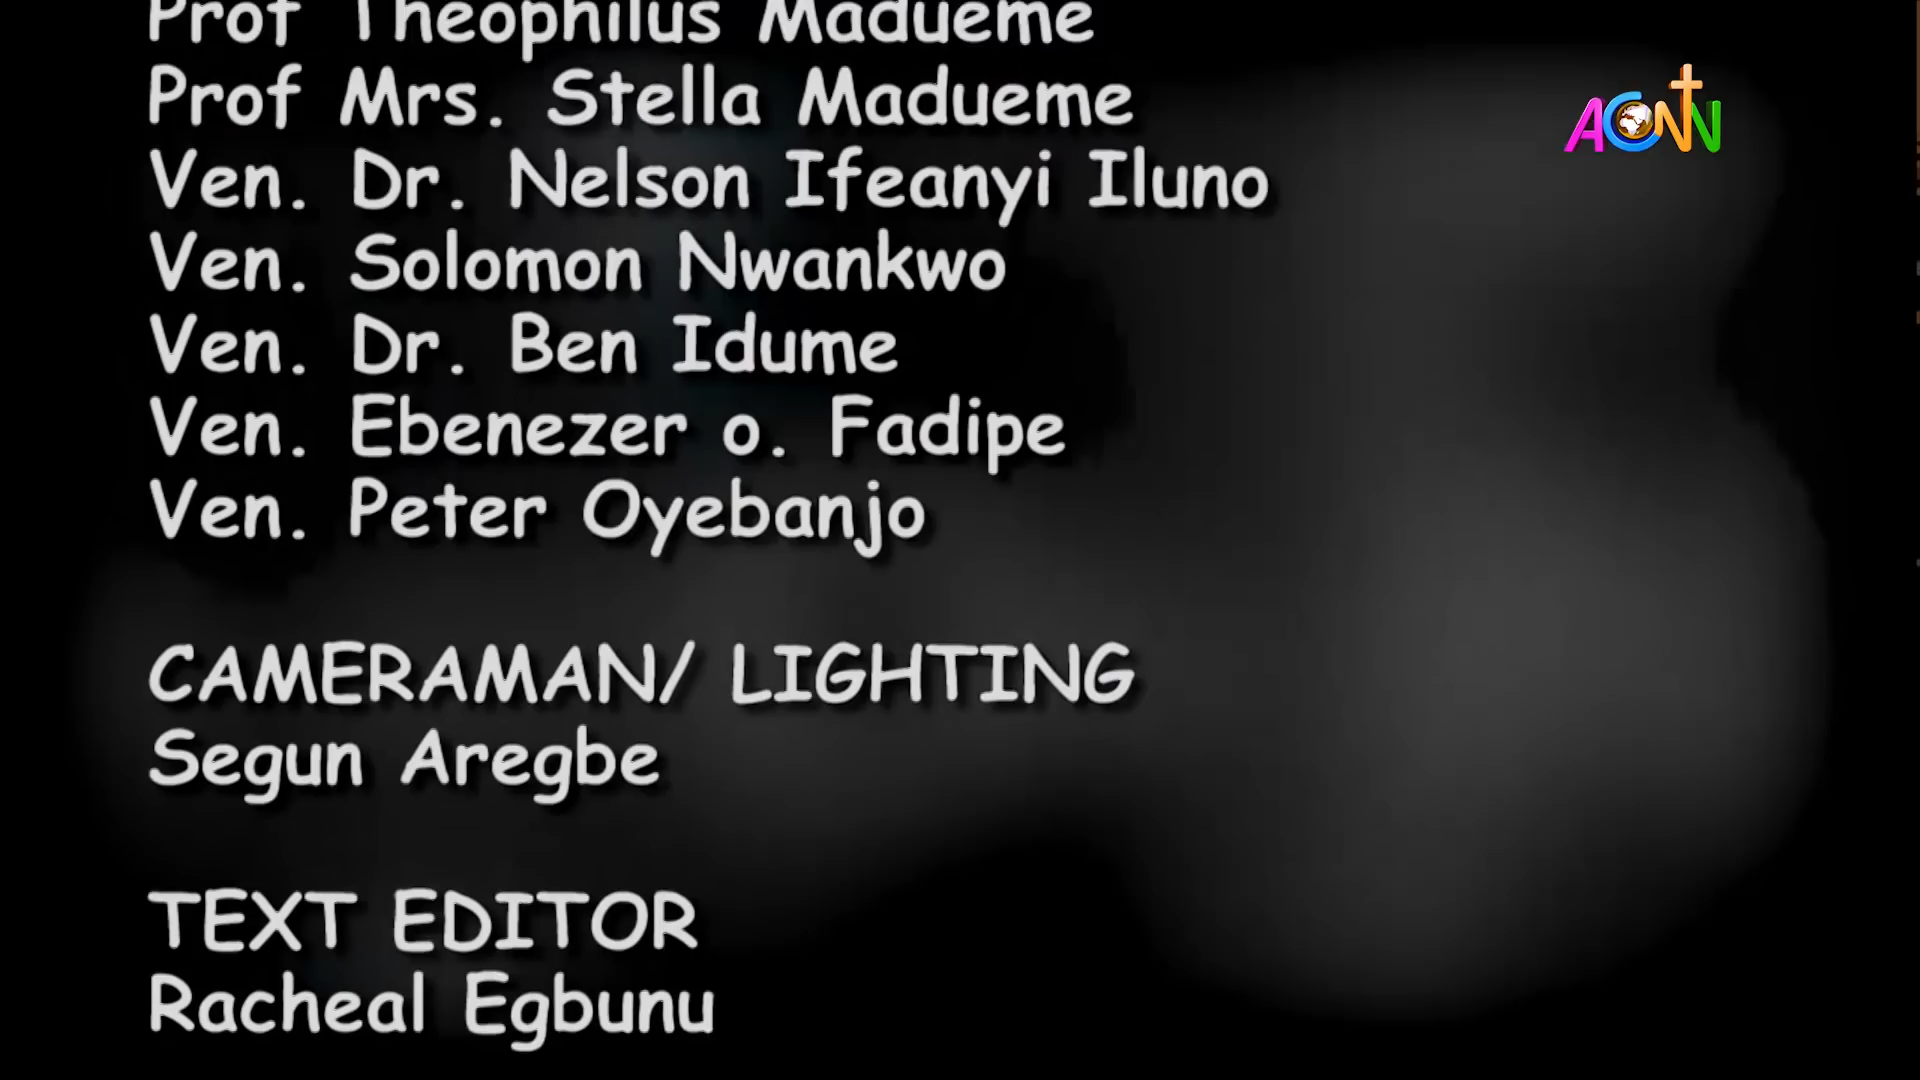 Prof Theophilus Madueme
Prof Mrs. Stella Madueme
Ven. Dr. Nelson Ifeanyi Iluno
Ven. Solomon Nwankwo
Ven. Dr. Ben Idume
Ven. Ebenezer o. Fadipe
Ven. Peter Oyebanjo
CAMERAMAN/ LIGHTING
Segun Aregbe
TEXT EDITOR
Racheal Egbunu
ACNN